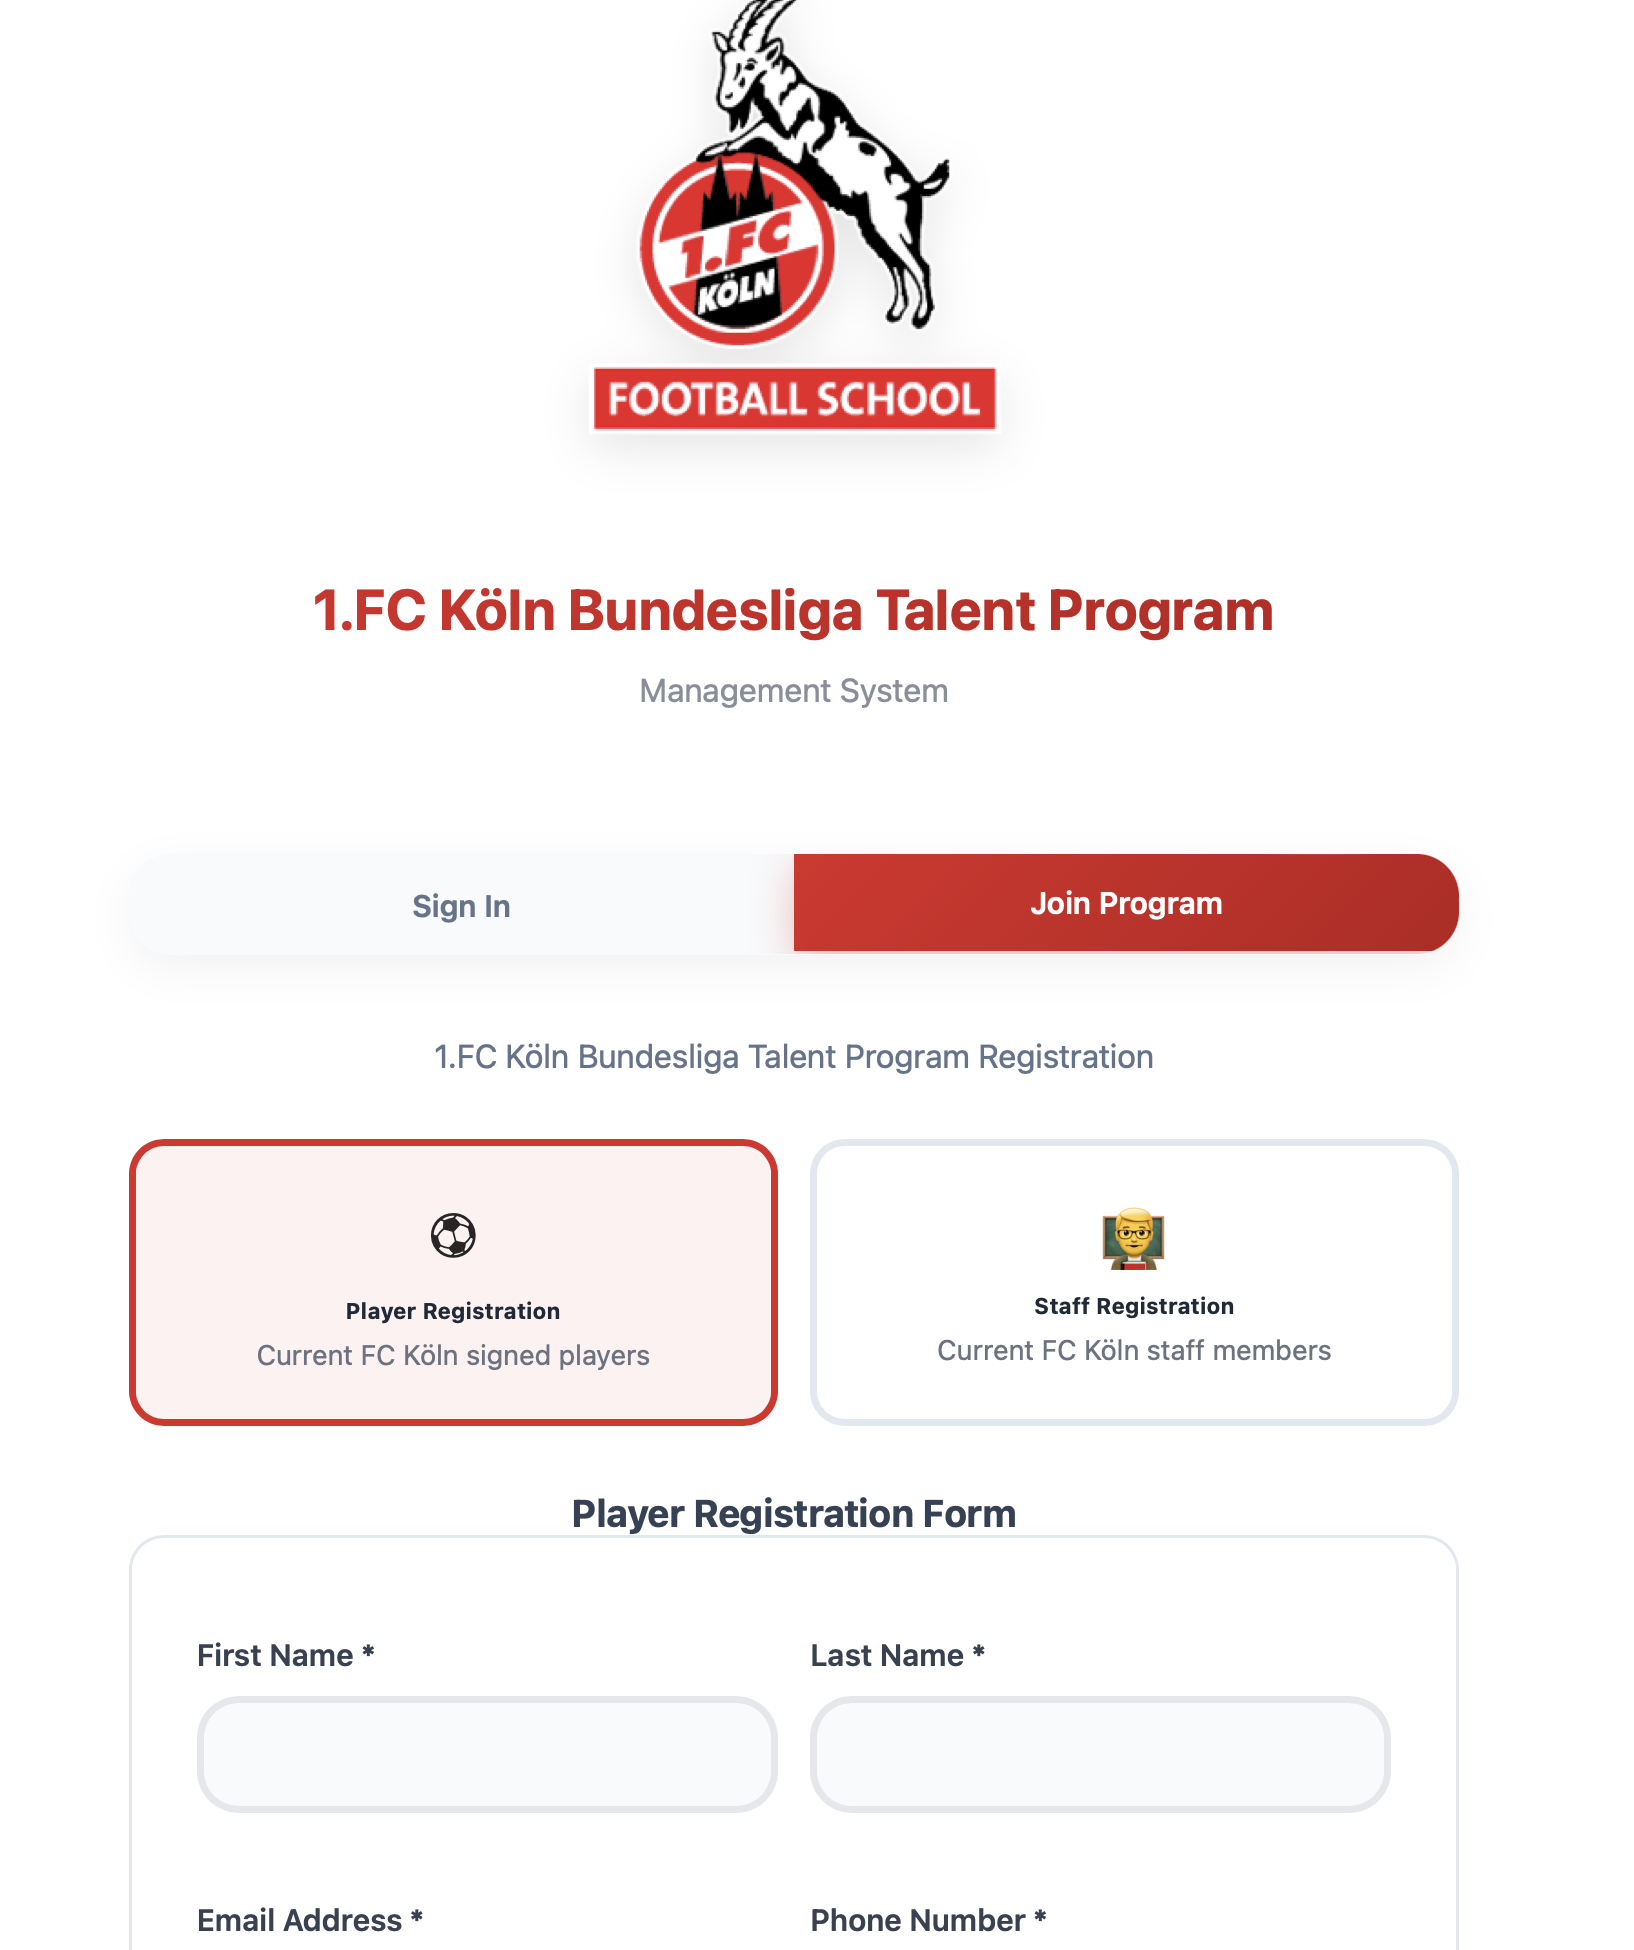 1.FC
KÖLN
FOOTBALL SCHOOL
1.FC Köln Bundesliga Talent Program
Management System
Sign In
Join Program
1.FC Köln Bundesliga Talent Program Registration
Player Registration
Current FC Köln signed players
Staff Registration
Current FC Köln staff members
Player Registration Form
First Name *
Last Name *
Email Address *
Phone Number *